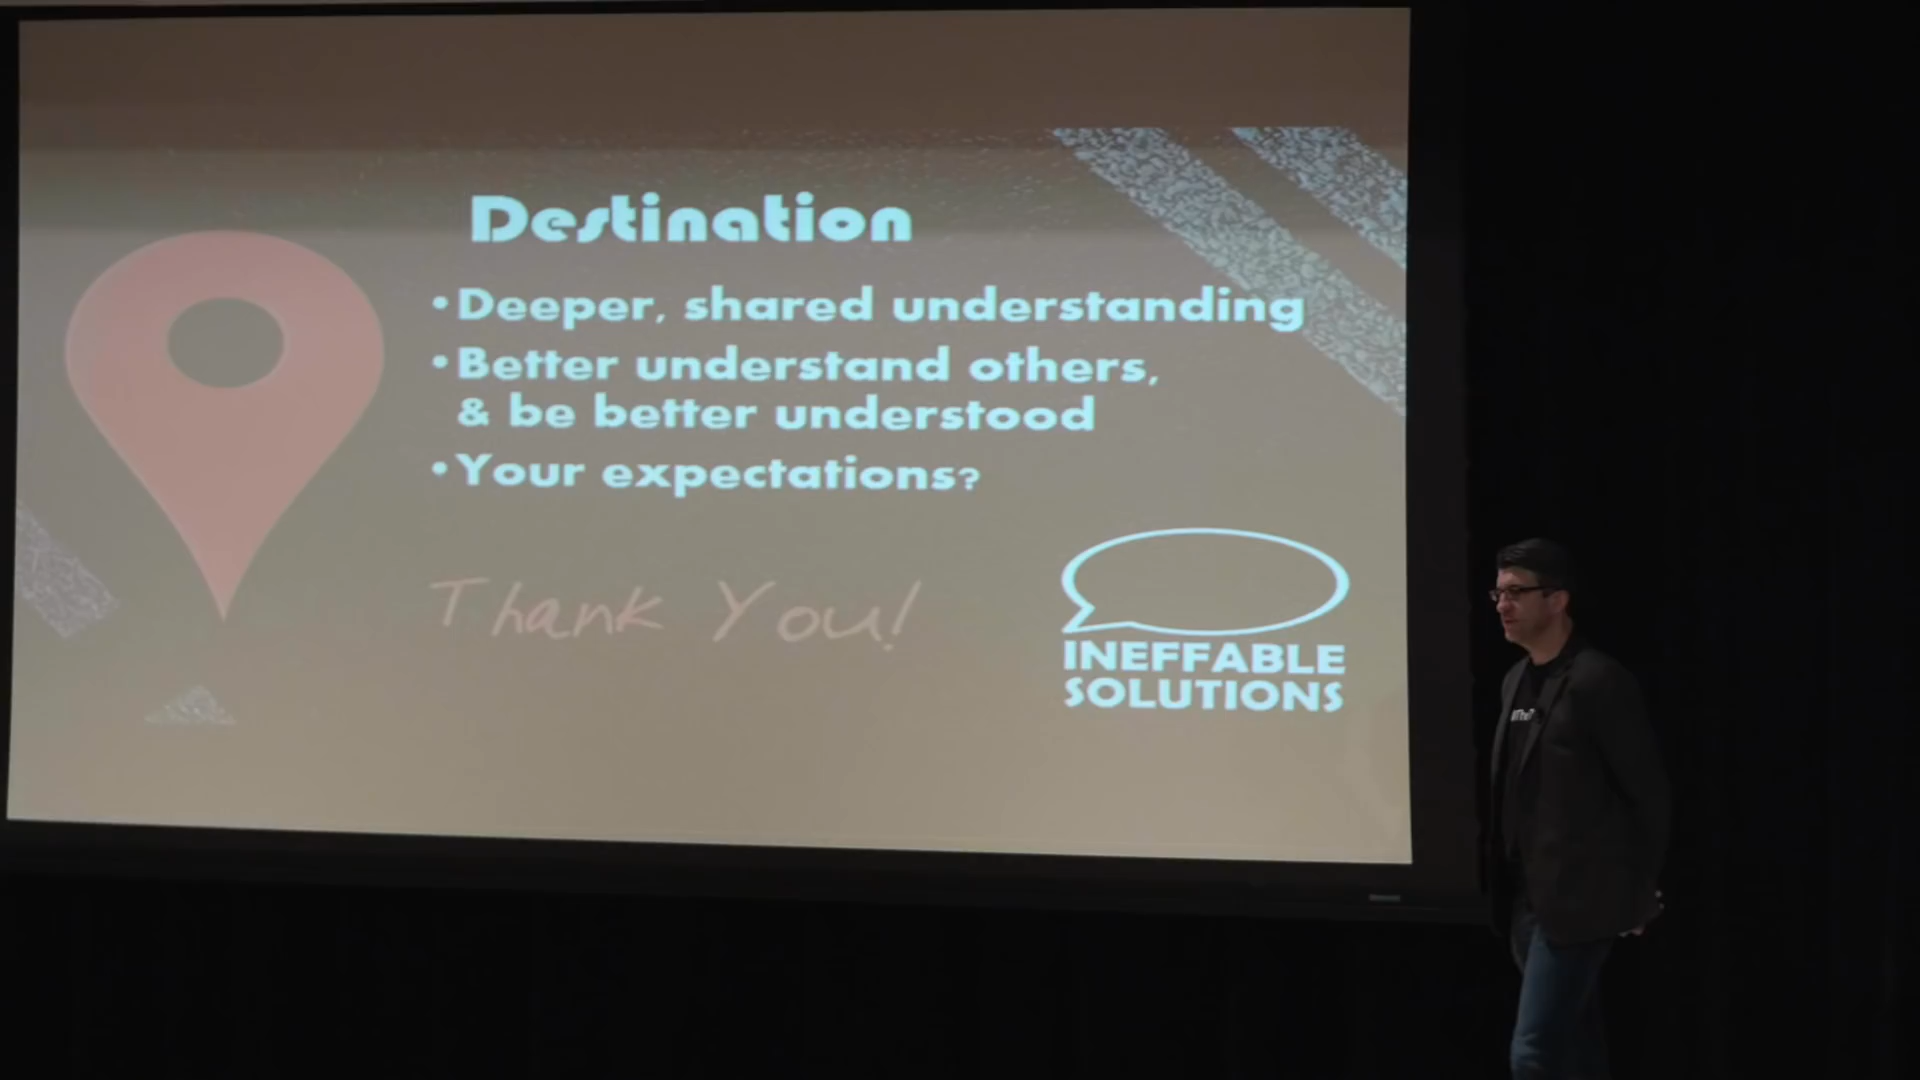 Destination
• Deeper, shared understanding
• Better understand others,
& be better understood
• Your expectations?
Thank You!
INEFFABLE
SOLUTIONS